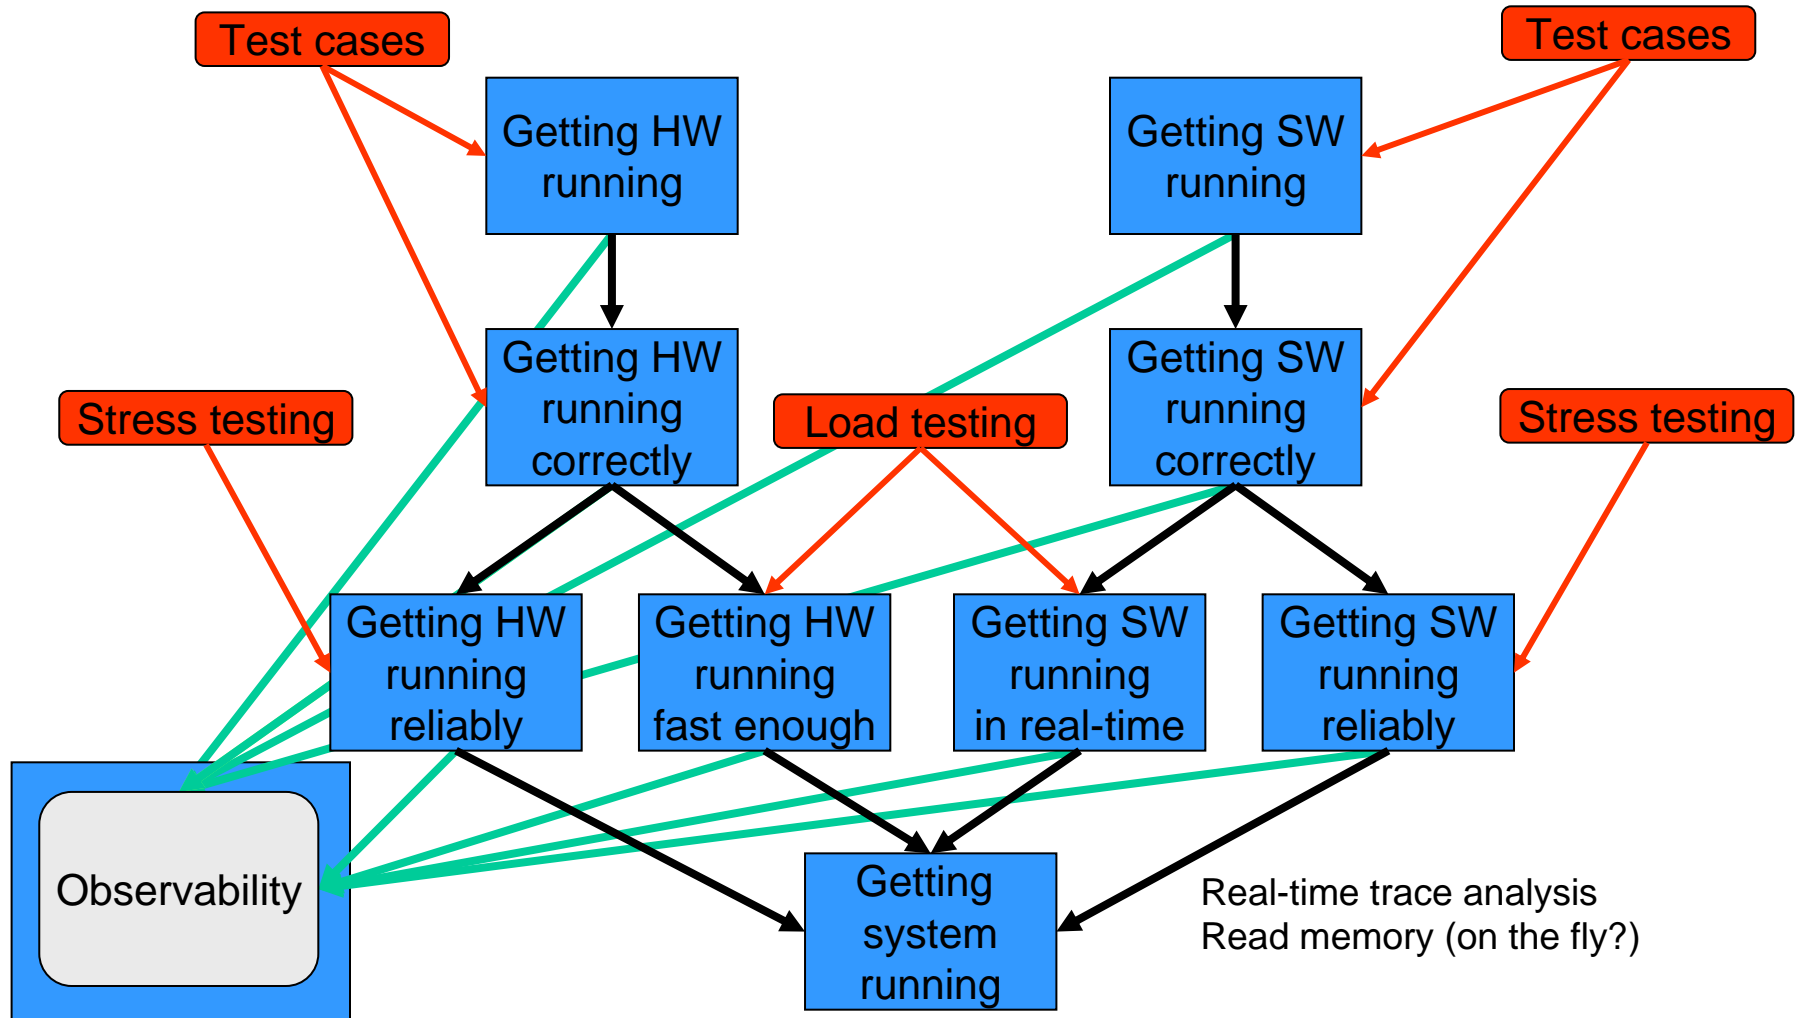 Test cases
Test cases
Getting HW
running
Getting SW
running
Getting HW
running
correctly
Getting SW
running
correctly
Stress testing
Load testing
Stress testing
Getting HW
running
reliably
Getting HW
running
fast enough
Getting SW
running
in real-time
Getting SW
running
reliably
Observability
Getting
system
running
Real-time trace analysis
Read memory (on the fly?)